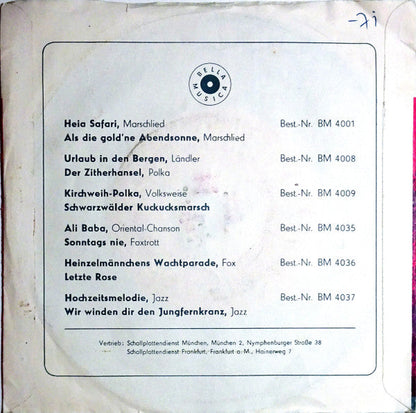 -71
BELLA MUSICA
Heia Safari, Marschlied Best.-Nr. BM 4001
Als die gold'ne Abendsonne, Marschlied
Urlaub in den Bergen, Ländler Best.-Nr. BM 4008
Der Zitherhansel, Polka
Kirchweih-Polka, Volksweise Best.-Nr. BM 4009
Schwarzwälder Kuckucksmarsch
Ali Baba, Oriental-Chanson Best.-Nr. BM 4035
Sonntags nie, Foxtrott
Heinzelmännchens Wachtparade, Fox Best.-Nr. BM 4036
Letzte Rose
Hochzeitsmelodie, Jazz Best.-Nr. BM 4037
Wir winden dir den Jungfernkranz, Jazz
Vertrieb: Schallplattendienst München, München 2, Nymphenburger Straße 38
Schallplattendienst Frankfurt, Frankfurt a.M., Hainerweg 7